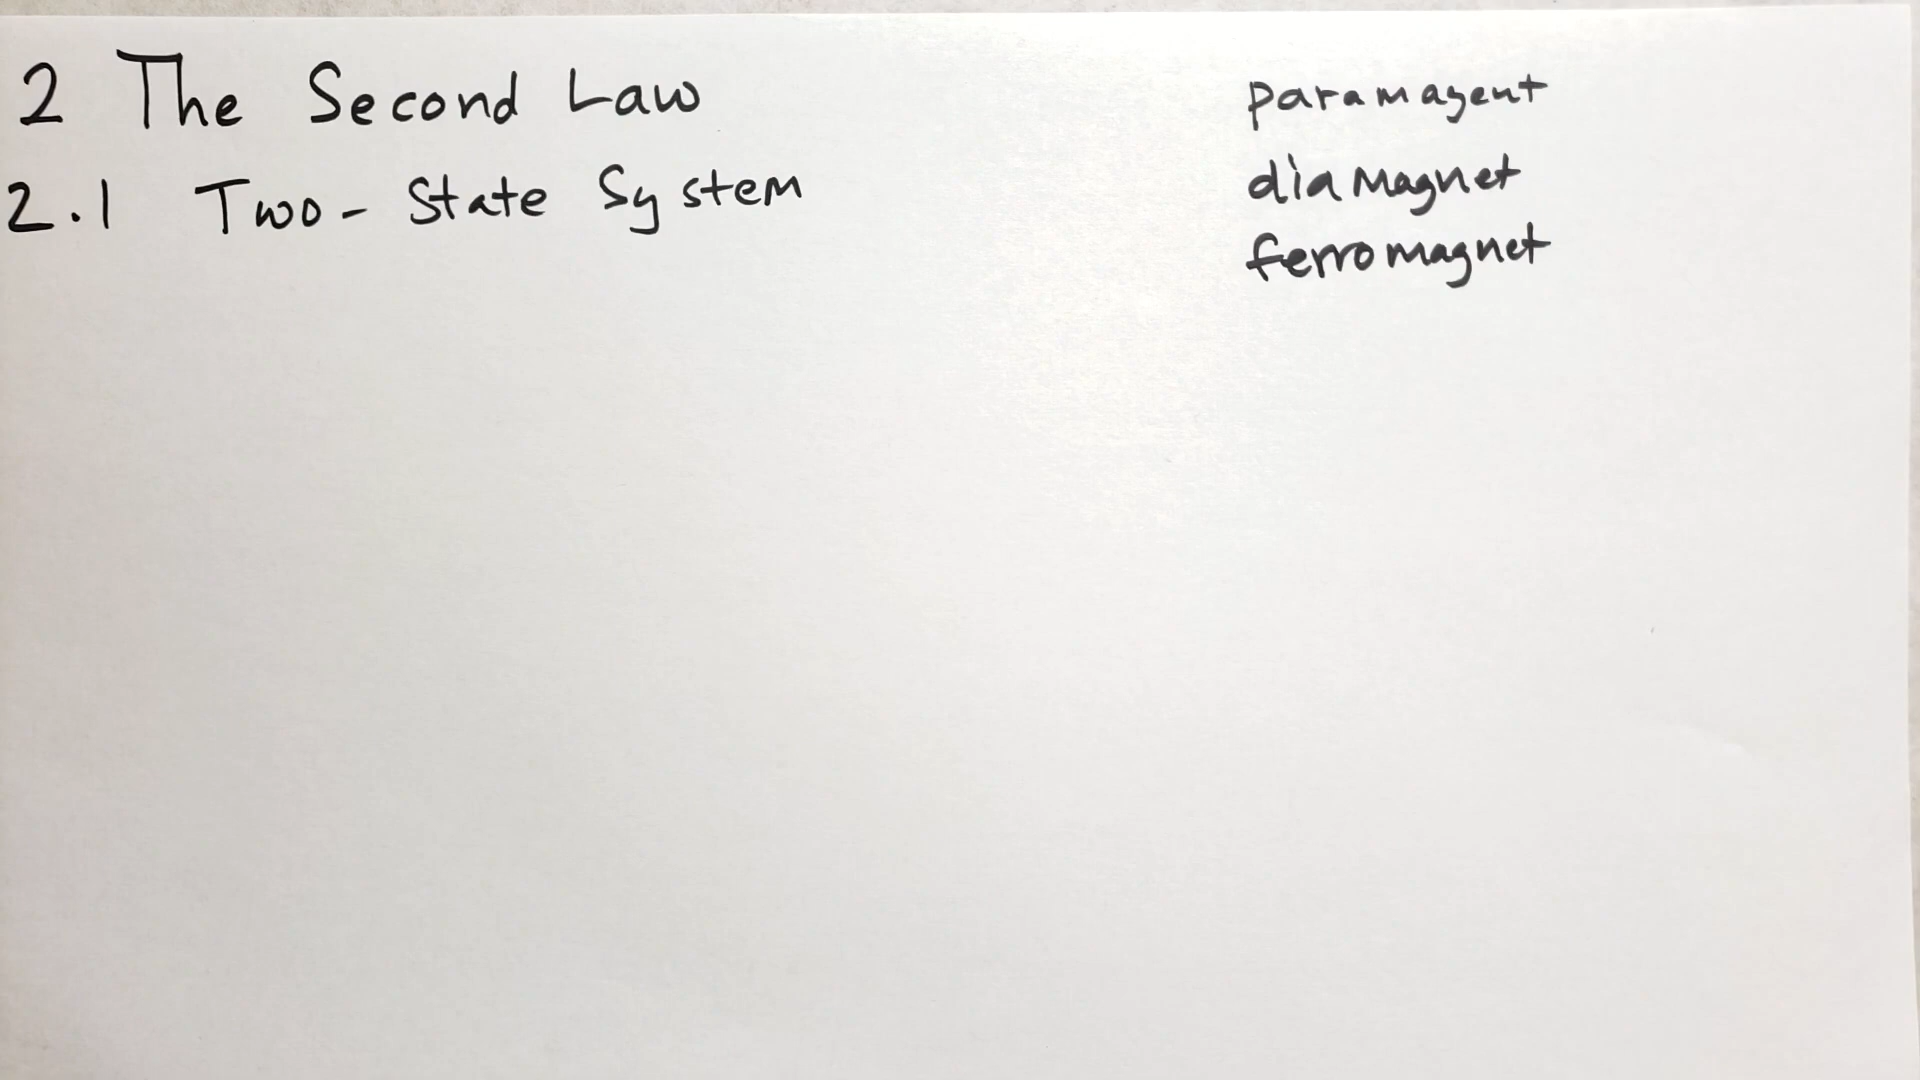 2 The Second Law
2.1 Two-State System
paramagent
diamagnet
ferromagnet